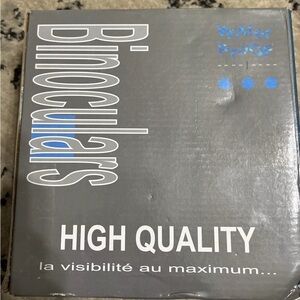 Binoculars
HIGH QUALITY
la visibilité au maximum...